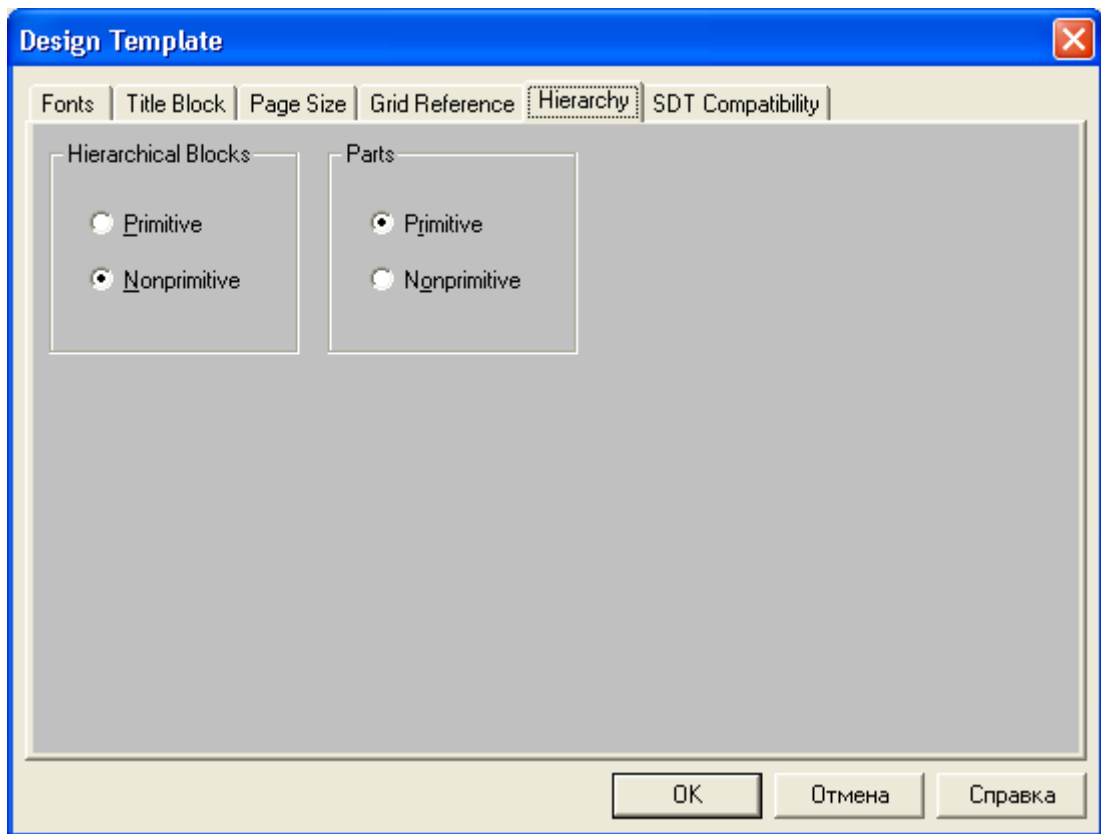 Design Template
Fonts Title Block Page Size Grid Reference Hierarchy SDT Compatibility
Hierarchical Blocks Parts
Primitive Primitive
Nonprimitive Nonprimitive
OK Отмена Справка